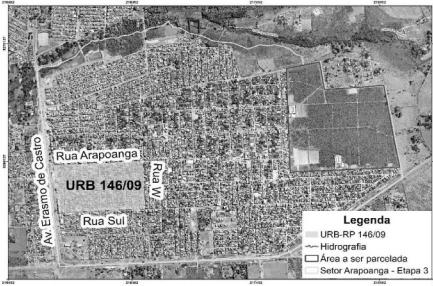 Rua Arapoanga
Av. Erasmo de Castro
URB 146/09
Rua W
Rua Sul
Legenda
URB-RP 146/09
Hidrografia
Área a ser parcelada
Setor Arapoanga - Etapa 3